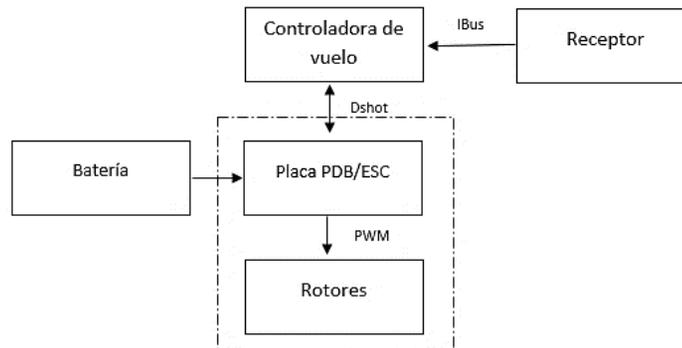 Controladora de
vuelo
IBus
Receptor
Dshot
Batería
Placa PDB/ESC
PWM
Rotores